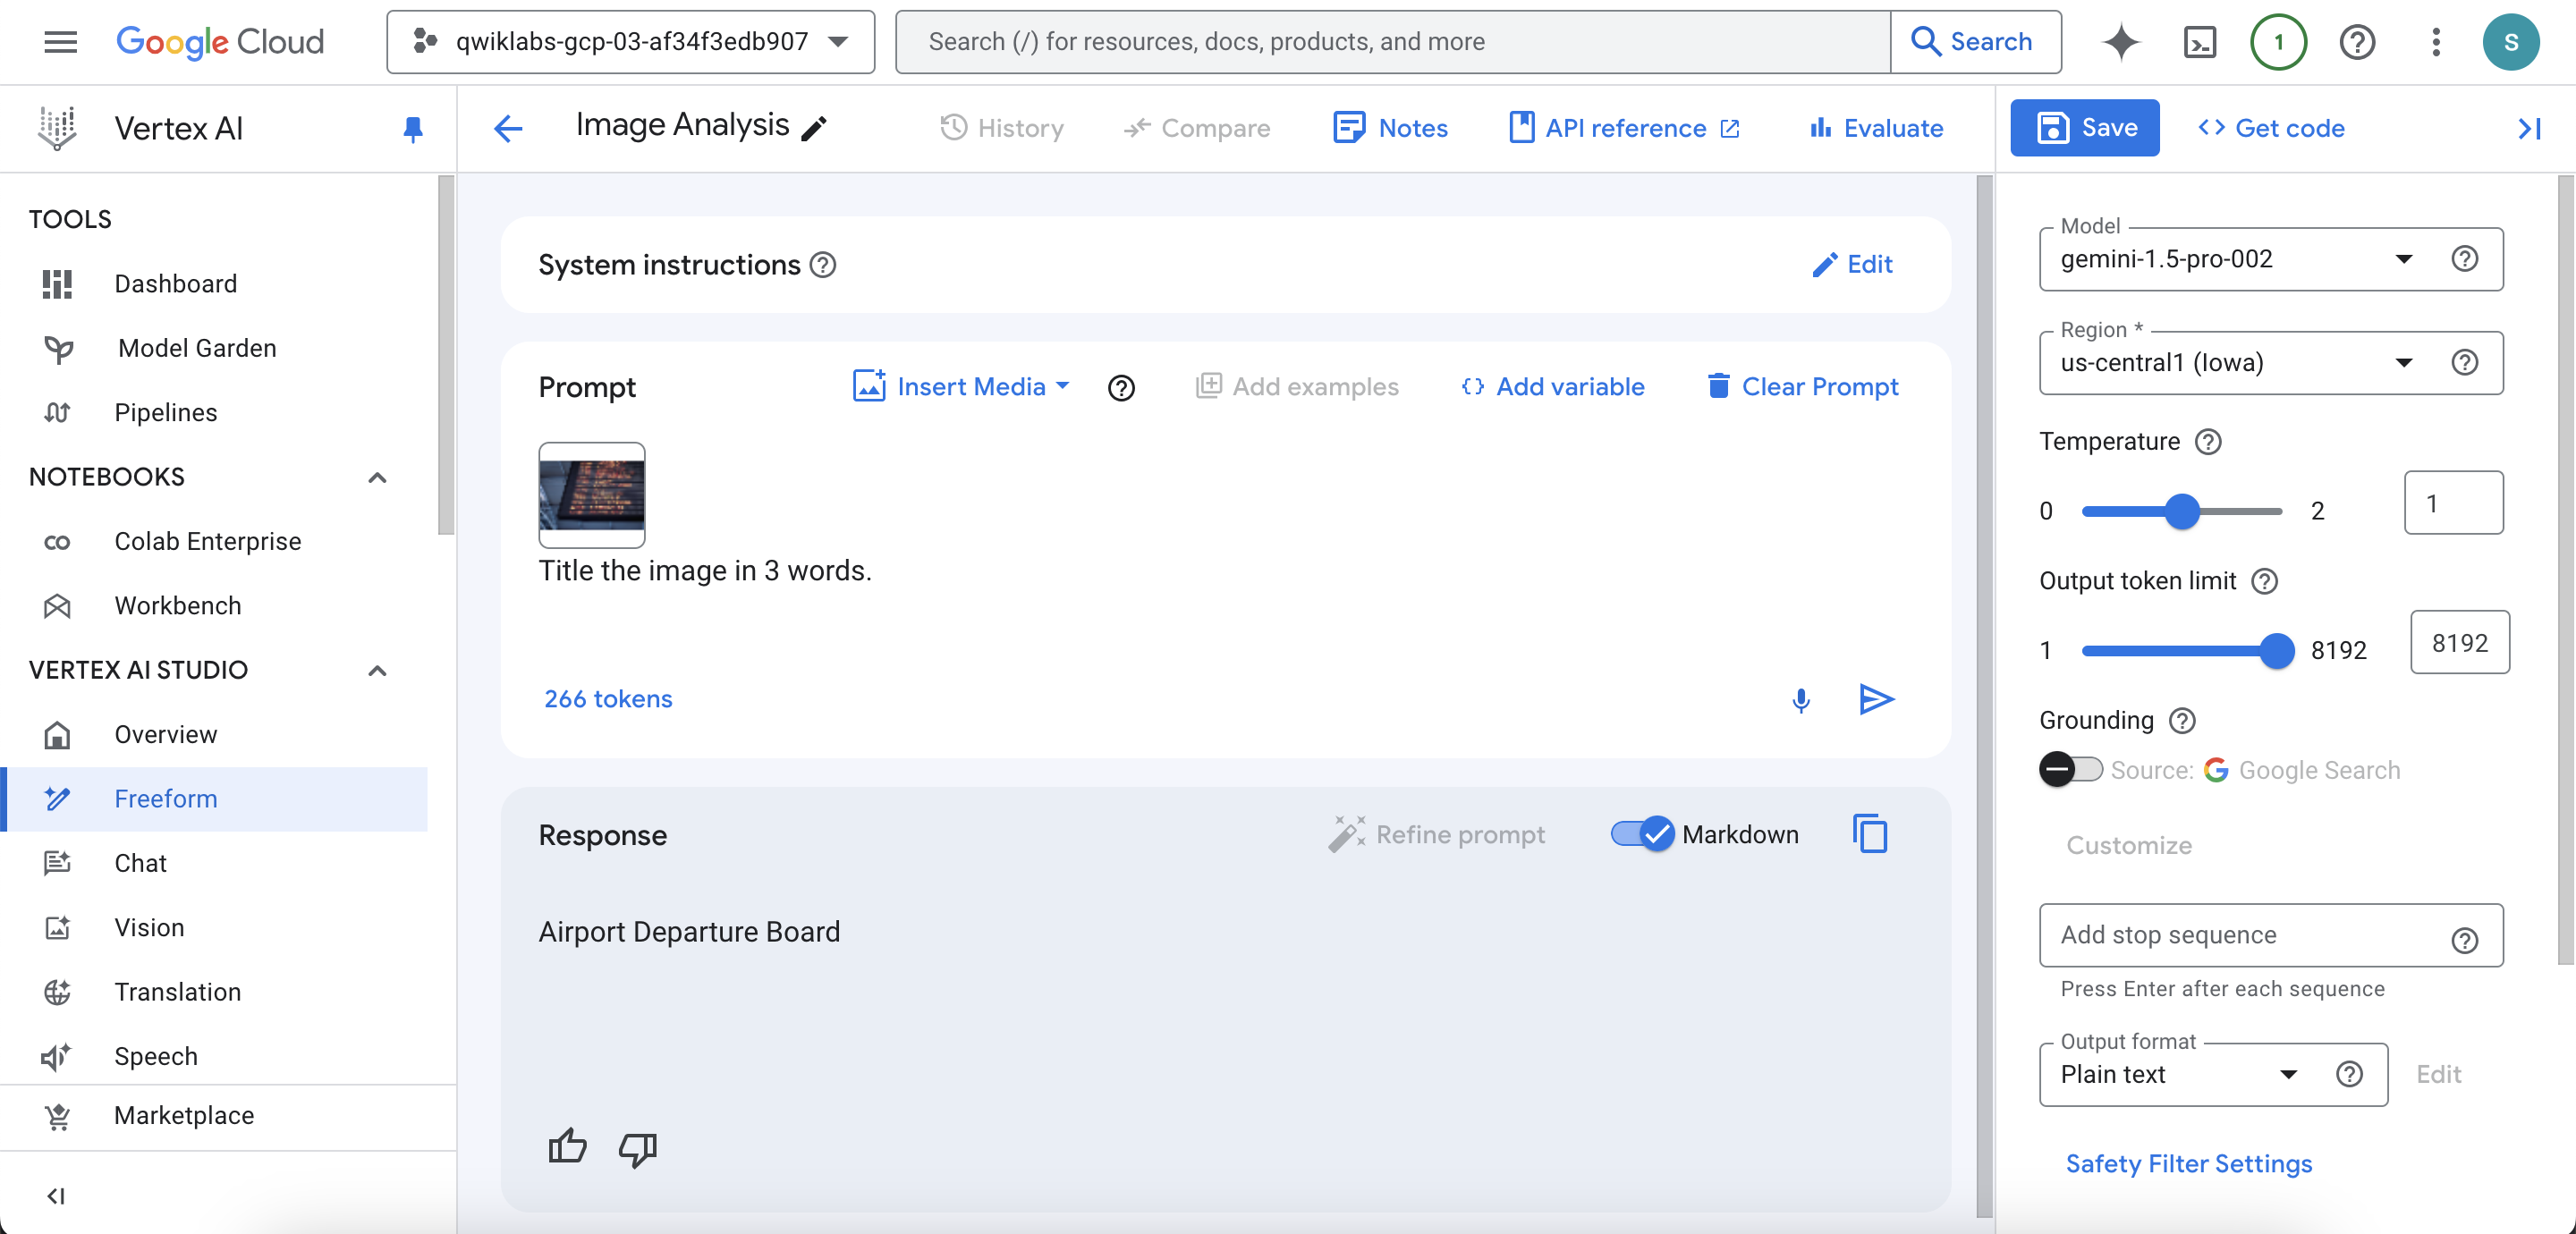 Google Cloud
qwiklabs-gcp-03-af34f3edb907
Search (/) for resources, docs, products, and more
Search
1
S
Vertex AI
Image Analysis
History
Compare
Notes
API reference
Evaluate
Save
Get code
TOOLS
Dashboard
Model Garden
Pipelines
NOTEBOOKS
Colab Enterprise
Workbench
VERTEX AI STUDIO
Overview
Freeform
Chat
Vision
Translation
Speech
Marketplace
System instructions
Edit
Prompt
Insert Media
Add examples
Add variable
Clear Prompt
Title the image in 3 words.
266 tokens
Response
Refine prompt
Markdown
Airport Departure Board
Model
gemini-1.5-pro-002
Region *
us-central1 (Iowa)
Temperature
0
2
1
Output token limit
1
8192
8192
Grounding
Source: Google Search
Customize
Add stop sequence
Press Enter after each sequence
Output format
Plain text
Edit
Safety Filter Settings